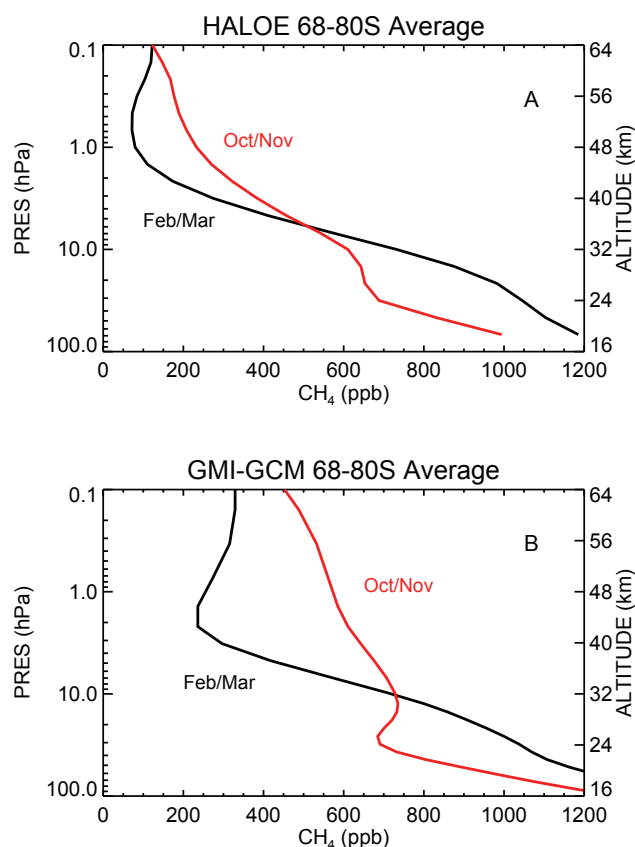 HALOE 68-80S Average
0.1 64
A
56
Oct/Nov
1.0 48
PRES (hPa)
ALTITUDE (km)
40
Feb/Mar
10.0 32
24
100.0 16
0 200 400 600 800 1000 1200
CH4 (ppb)
GMI-GCM 68-80S Average
0.1 64
B
56
1.0 Oct/Nov 48
PRES (hPa)
ALTITUDE (km)
40
Feb/Mar
10.0 32
24
100.0 16
0 200 400 600 800 1000 1200
CH4 (ppb)